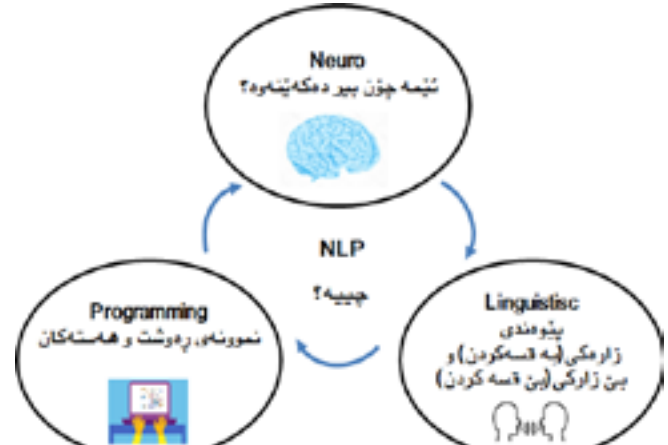 Neuro
ئێمە چۆن بیر دەکەینەوە؟
NLP
چییە؟
Linguistisc
پێوەندی
زارەکی(بە قسەکردن) و
بێ زارکی(بێ قسە کردن)
Programming
نموونەی ڕەوشت و هەستەکان